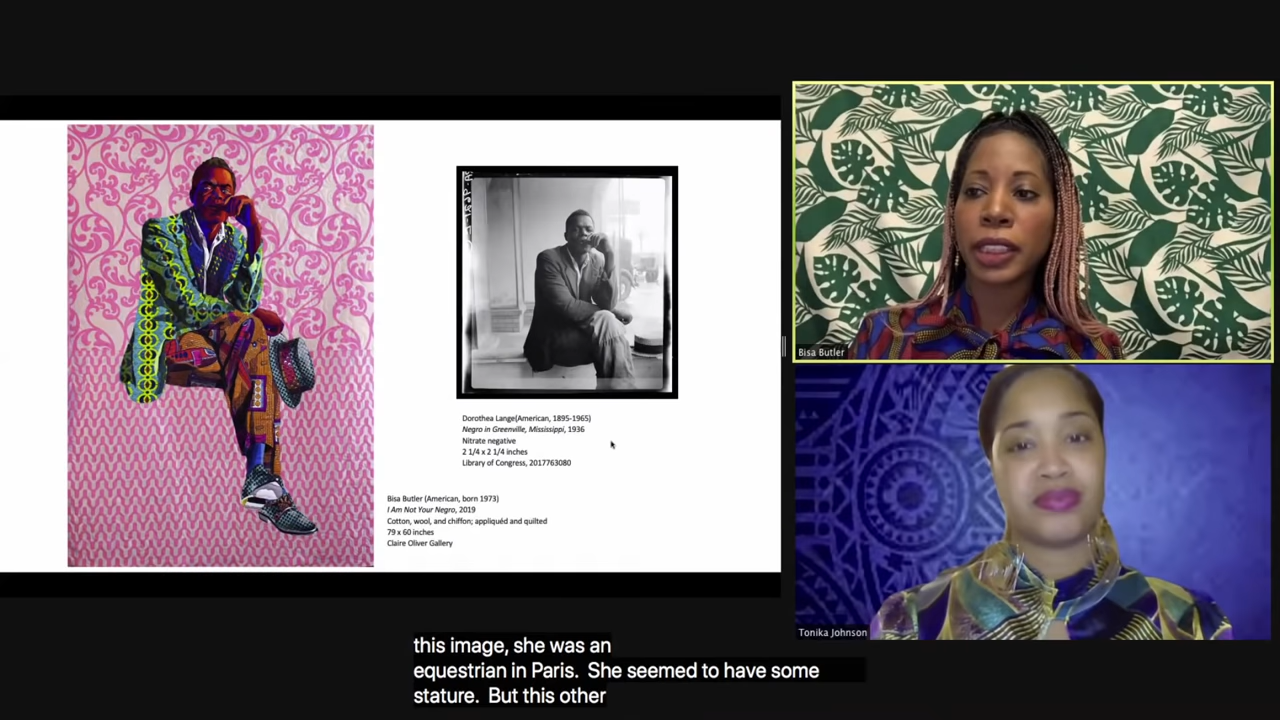 Dorothea Lange(American, 1895-1965)
Negro in Greenville, Mississippi, 1936
Nitrate negative
2 1/4 x 2 1/4 inches
Library of Congress, 2017763080
Bisa Butler (American, born 1973)
I Am Not Your Negro, 2019
Cotton, wool, and chiffon; appliquéd and quilted
79 x 60 inches
Claire Oliver Gallery
Bisa Butler
Tonika Johnson
this image, she was an
equestrian in Paris.  She seemed to have some
stature.  But this other